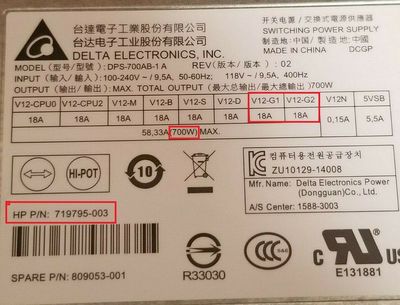 台達電子工業股份有限公司
台达电子工业股份有限公司
DELTA ELECTRONICS, INC.
开关电源 / 交换式電源供應器
SWITCHING POWER SUPPLY
MADE IN CHINA DCGP
MODEL(型号/型號): DPS-700AB-1 A REV(版本/版本): 02
INPUT (输入/輸入): 100-240V ~ / 9,5A, 50-60Hz; 118V ~ / 9.5A, 400Hz
OUTPUT (输出/輸出): MAX. TOTAL OUTPUT POWER (最大总输出/最大總輸出)700W
V12-CPU0 V12-CPU2 V12-M V12-B V12-S V12-D V12-G1 V12-G2 V12N 5VSB
18A 18A 18A 18A 18A 18A 18A 18A 0,15A 5,5A
58,33A(700W)MAX.
HI-POT
10
컴퓨터용전원공급장치
ZU10129-14008
Mfr. Name: Delta Electronics Power
(Dongguan)Co., Ltd.
A/S Center: 1588-3003
HP P/N: 719795-003
SPARE P/N: 809053-001
R33030
CCC
c UL US
E131881